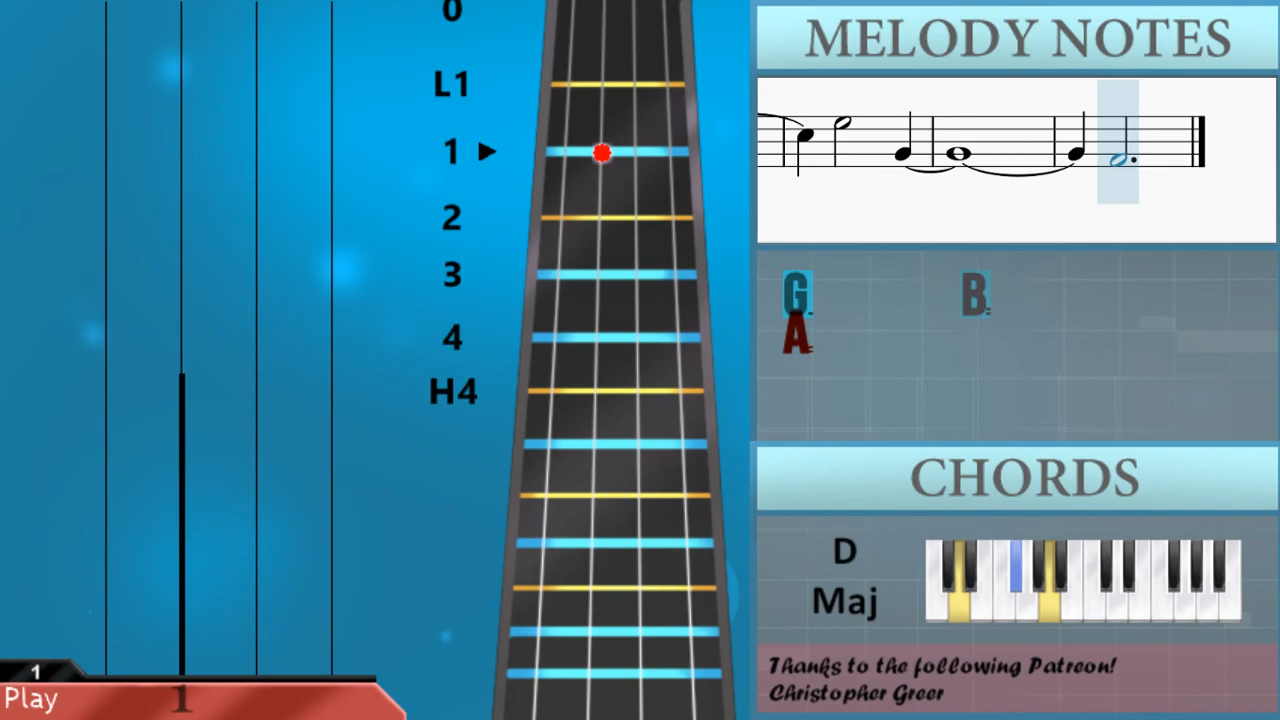 0
L1
1
2
3
4
H4
1
Play
1
MELODY NOTES
G
B
A
CHORDS
D
Maj
Thanks to the following Patreon!
Christopher Greer